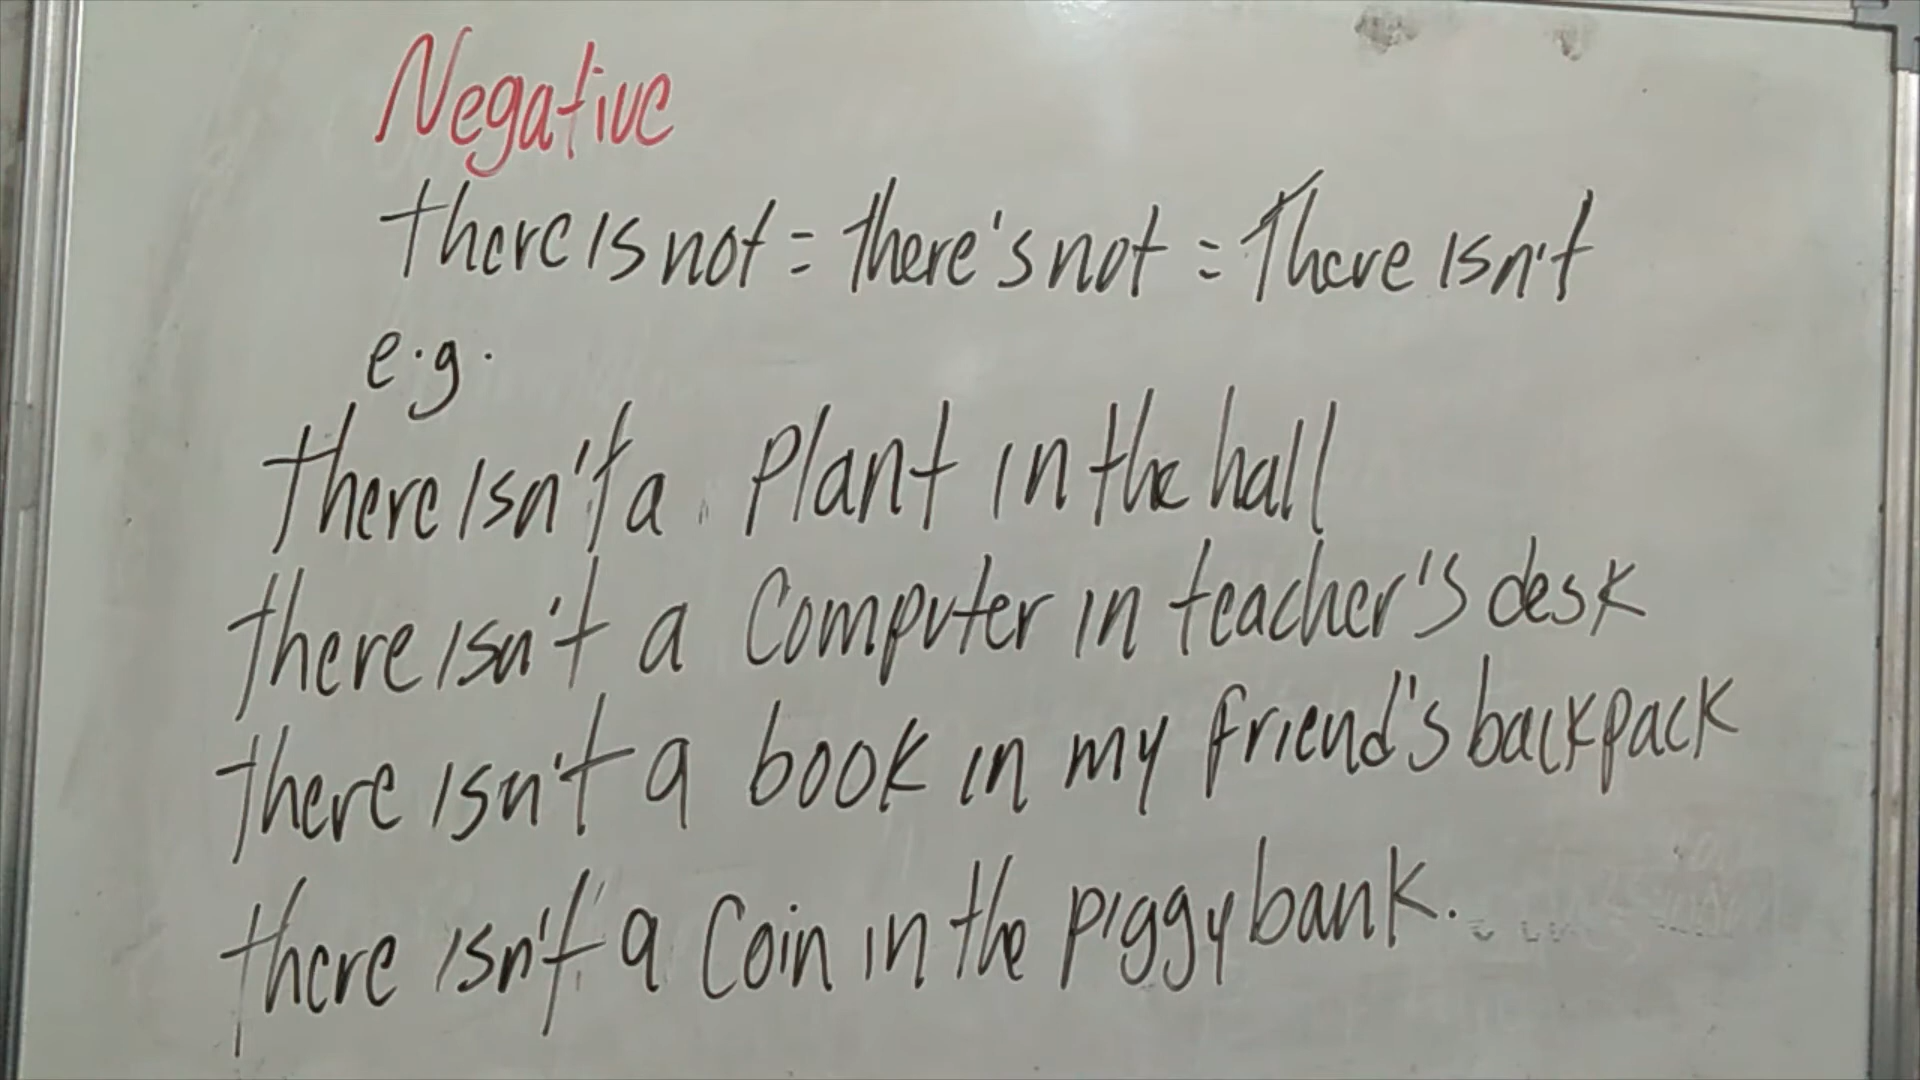 Negative
there is not = there's not = There isn't
e.g.
there isn't a plant in the hall
there isn't a Computer in teacher's desk
there isn't a book in my friend's backpack
there isn't a Coin in the piggy bank.